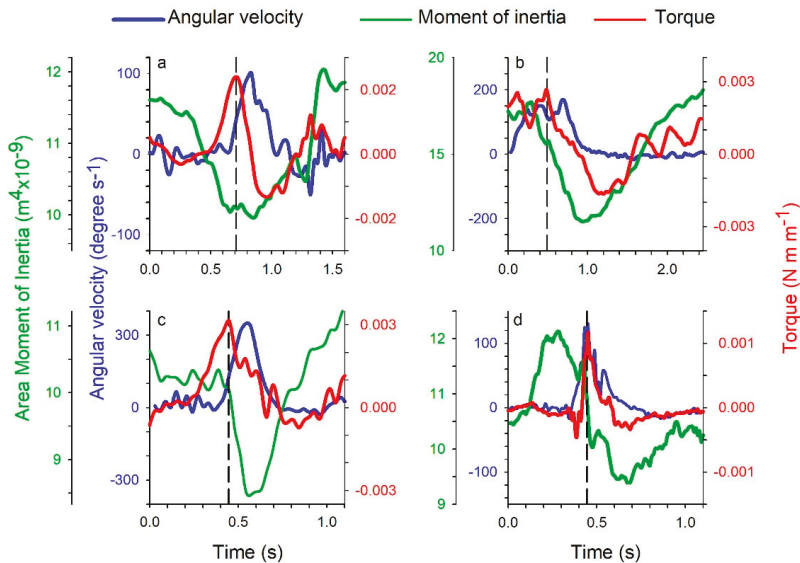 Angular velocity Moment of inertia Torque
a
12
11
10
100
0
-100
0.002
0.000
-0.002
0.0 0.5 1.0 1.5
b
20
15
10
200
0
-200
0.003
0.000
-0.003
0.0 1.0 2.0
c
11
10
9
300
0
-300
0.003
0.000
-0.003
0.0 0.5 1.0
d
12
11
10
9
100
0
-100
0.001
0.000
-0.001
0.0 0.5 1.0
Area Moment of Inertia (m⁴x10⁻⁹)
Angular velocity (degree s⁻¹)
Torque (N m m⁻¹)
Time (s) Time (s)